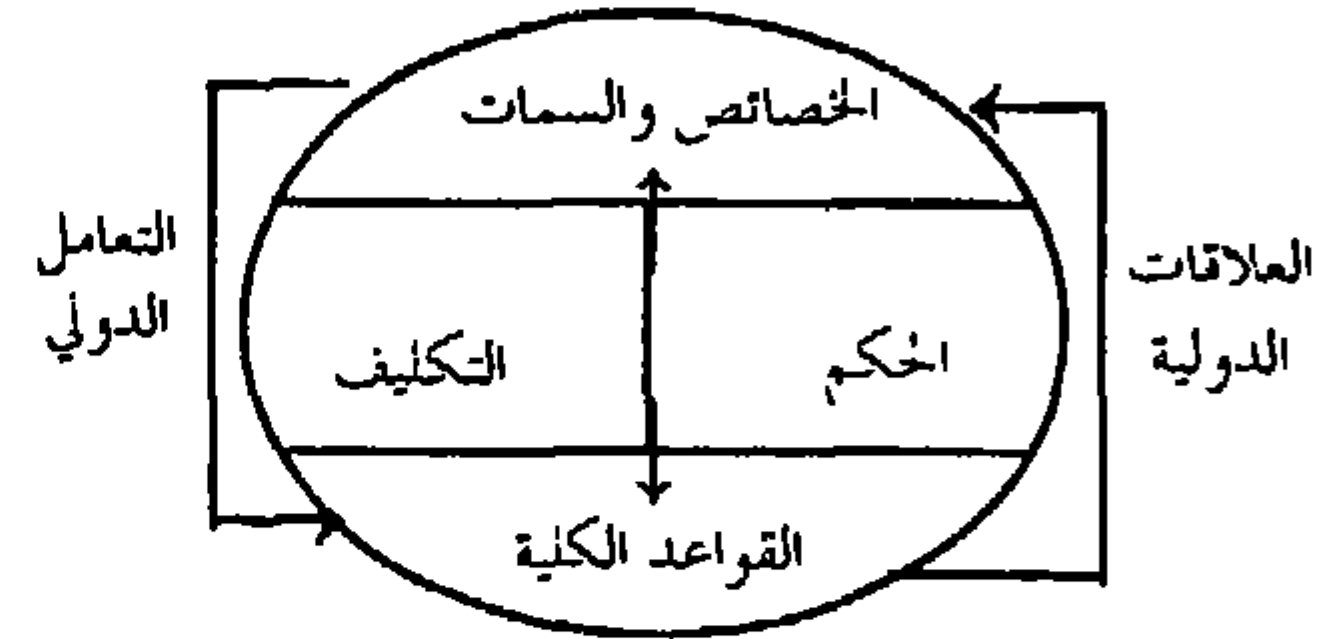 الخصائص والسمات
العلاقات
الدولية
التعامل
الدولي
الحكم
التكليف
القواعد الكلية